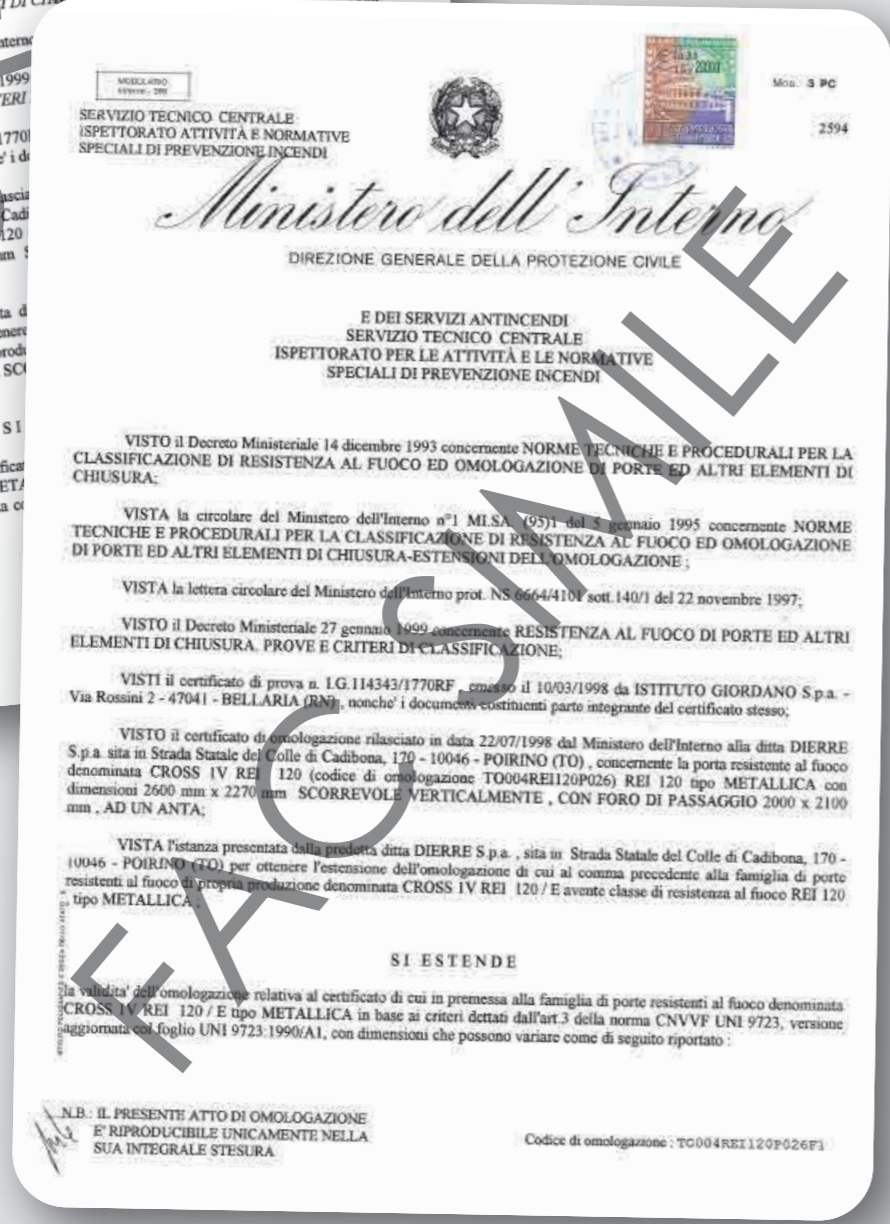 MODULARIO
Interno - 269
Mod. 3 PC
2594
SERVIZIO TECNICO CENTRALE
ISPETTORATO ATTIVITÀ E NORMATIVE
SPECIALI DI PREVENZIONE INCENDI
Ministero dell'Interno
DIREZIONE GENERALE DELLA PROTEZIONE CIVILE
E DEI SERVIZI ANTINCENDI
SERVIZIO TECNICO CENTRALE
ISPETTORATO PER LE ATTIVITÀ E LE NORMATIVE
SPECIALI DI PREVENZIONE INCENDI
VISTO il Decreto Ministeriale 14 dicembre 1993 concernente NORME TECNICHE E PROCEDURALI PER LA
CLASSIFICAZIONE DI RESISTENZA AL FUOCO ED OMOLOGAZIONE DI PORTE ED ALTRI ELEMENTI DI
CHIUSURA;
VISTA la circolare del Ministero dell'Interno n°1 MI.SA. (95)1 del 5 gennaio 1995 concernente NORME
TECNICHE E PROCEDURALI PER LA CLASSIFICAZIONE DI RESISTENZA AL FUOCO ED OMOLOGAZIONE
DI PORTE ED ALTRI ELEMENTI DI CHIUSURA-ESTENSIONI DELL'OMOLOGAZIONE ;
VISTA la lettera circolare del Ministero dell'Interno prot. NS 6664/4101 sott.140/1 del 22 novembre 1997;
VISTO il Decreto Ministeriale 27 gennaio 1999 concernente RESISTENZA AL FUOCO DI PORTE ED ALTRI
ELEMENTI DI CHIUSURA. PROVE E CRITERI DI CLASSIFICAZIONE;
VISTI il certificato di prova n. I.G.114343/1770RF , emesso il 10/03/1998 da ISTITUTO GIORDANO S.p.a. -
Via Rossini 2 - 47041 - BELLARIA (RN) , nonche' i documenti costituenti parte integrante del certificato stesso;
VISTO il certificato di omologazione rilasciato in data 22/07/1998 dal Ministero dell'Interno alla ditta DIERRE
S.p.a. sita in Strada Statale del Colle di Cadibona, 170 - 10046 - POIRINO (TO) , concernente la porta resistente al fuoco
denominata CROSS IV REI 120 (codice di omologazione TO004REI120P026) REI 120 tipo METALLICA con
dimensioni 2600 mm x 2270 mm SCORREVOLE VERTICALMENTE , CON FORO DI PASSAGGIO 2000 x 2100
mm , AD UN ANTA;
VISTA l'istanza presentata dalla predetta ditta DIERRE S.p.a. , sita in Strada Statale del Colle di Cadibona, 170 -
10046 - POIRINO (TO) per ottenere l'estensione dell'omologazione di cui al comma precedente alla famiglia di porte
resistenti al fuoco di propria produzione denominata CROSS IV REI 120 / E avente classe di resistenza al fuoco REI 120
tipo METALLICA ;
SI ESTENDE
la validita' dell'omologazione relativa al certificato di cui in premessa alla famiglia di porte resistenti al fuoco denominata
CROSS IV REI 120 / E tipo METALLICA in base ai criteri dettati dall'art.3 della norma CNVVF UNI 9723, versione
aggiornata col foglio UNI 9723:1990/A1, con dimensioni che possono variare come di seguito riportato :
N.B.: IL PRESENTE ATTO DI OMOLOGAZIONE
E' RIPRODUCIBILE UNICAMENTE NELLA
SUA INTEGRALE STESURA
Codice di omologazione : TO004REI120P026F1
FACSIMILE